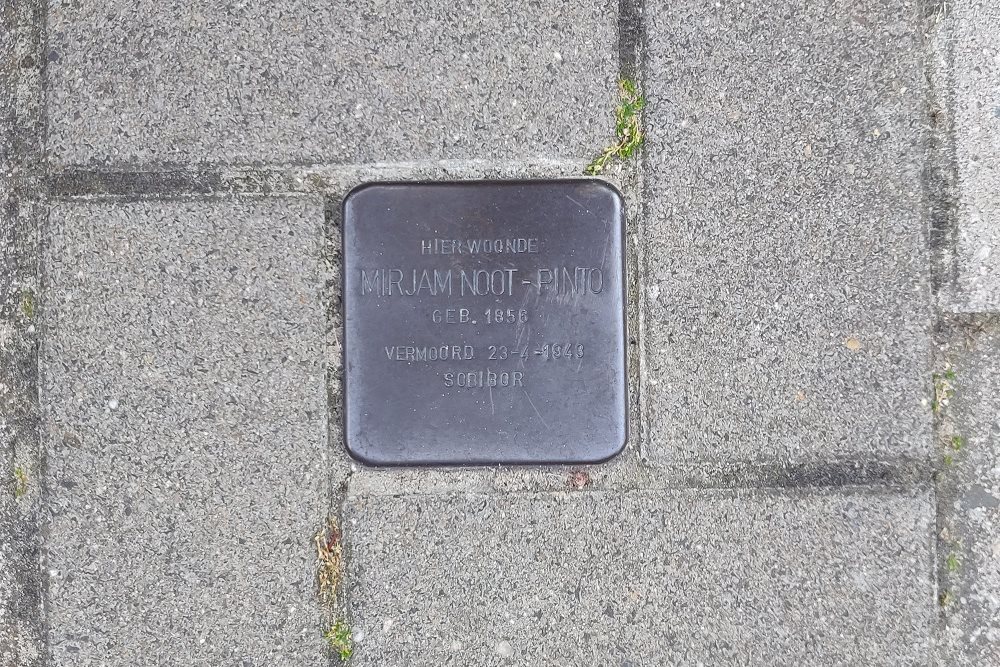 HIER WOONDE
MIRJAM NOOT - PINTO
GEB. 1856
VERMOORD 23-4-1943
SOBIBOR